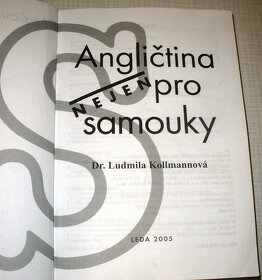 Angličtina
NEJEN pro
samouky
Dr. Ludmila Kollmannová
LEDA 2005